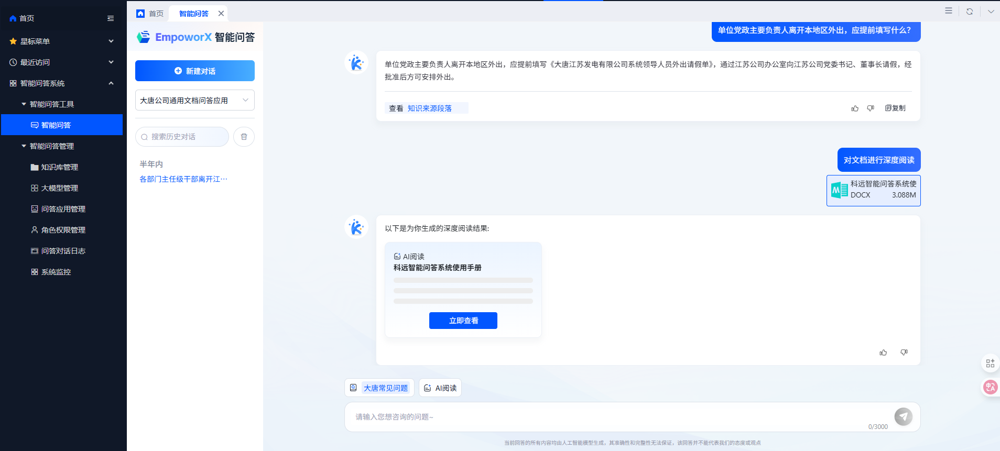 首页
星标菜单
最近访问
智能问答系统
智能问答工具
智能问答
智能问答管理
知识库管理
大模型管理
问答应用管理
角色权限管理
问答对话日志
系统监控
首页
智能问答
EmpoworX 智能问答
新建对话
大唐公司通用文档问答应用
搜索历史对话
半年内
各部门主任级干部离开江…
单位党政主要负责人离开本地区外出，应提前填写什么？
单位党政主要负责人离开本地区外出，应提前填写《大唐江苏发电有限公司系统领导人员外出请假单》，通过江苏公司办公室向江苏公司党委书记、董事长请假，经
批准后方可安排外出。
查看 知识来源段落
复制
对文档进行深度阅读
科远智能问答系统使
DOCX 3.088M
以下是为你生成的深度阅读结果:
AI阅读
科远智能问答系统使用手册
立即查看
大唐常见问题
AI阅读
请输入您想咨询的问题~
0/3000
当前回答的所有内容均由人工智能模型生成，其准确性和完整性无法保证，该回答并不能代表我们的态度或观点